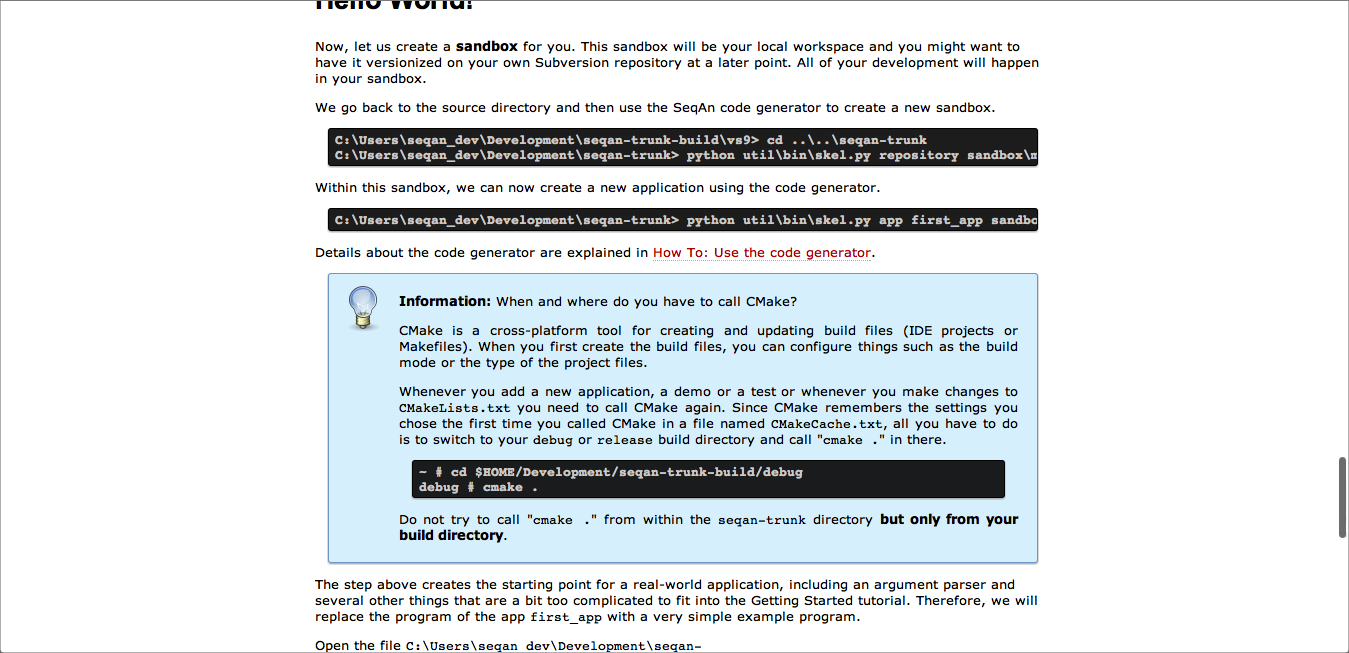 Hello World!
Now, let us create a sandbox for you. This sandbox will be your local workspace and you might want to
have it versionized on your own Subversion repository at a later point. All of your development will happen
in your sandbox.
We go back to the source directory and then use the SeqAn code generator to create a new sandbox.
C:\Users\seqan_dev\Development\seqan-trunk-build\vs9> cd ..\..\seqan-trunk
C:\Users\seqan_dev\Development\seqan-trunk> python util\bin\skel.py repository sandbox\m
Within this sandbox, we can now create a new application using the code generator.
C:\Users\seqan_dev\Development\seqan-trunk> python util\bin\skel.py app first_app sandbo
Details about the code generator are explained in How To: Use the code generator.
Information: When and where do you have to call CMake?
CMake is a cross-platform tool for creating and updating build files (IDE projects or
Makefiles). When you first create the build files, you can configure things such as the build
mode or the type of the project files.
Whenever you add a new application, a demo or a test or whenever you make changes to
CMakeLists.txt you need to call CMake again. Since CMake remembers the settings you
chose the first time you called CMake in a file named CMakeCache.txt, all you have to do
is to switch to your debug or release build directory and call "cmake ." in there.
~ # cd $HOME/Development/seqan-trunk-build/debug
debug # cmake .
Do not try to call "cmake ." from within the seqan-trunk directory but only from your
build directory.
The step above creates the starting point for a real-world application, including an argument parser and
several other things that are a bit too complicated to fit into the Getting Started tutorial. Therefore, we will
replace the program of the app first_app with a very simple example program.
Open the file C:\Users\seqan_dev\Development\seqan-